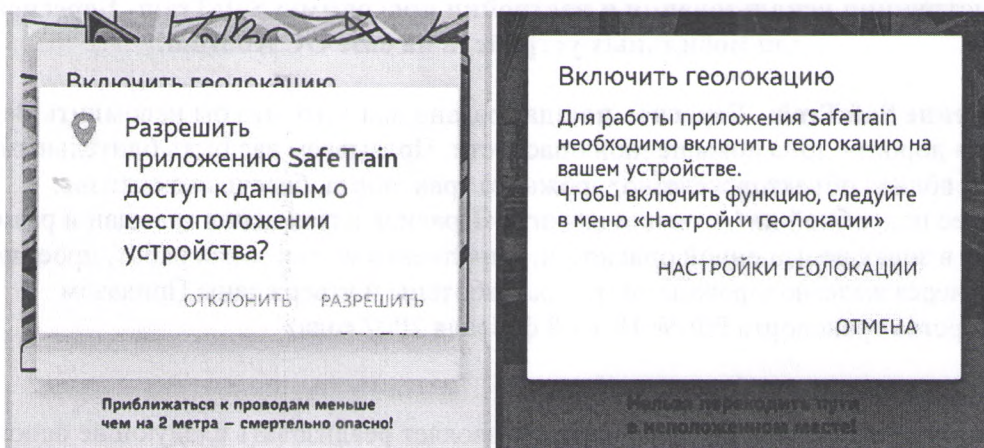 Включить геолокацию
Разрешить
приложению SafeTrain
доступ к данным о
местоположении
устройства?
ОТКЛОНИТЬ РАЗРЕШИТЬ
Приближаться к проводам меньше
чем на 2 метра - смертельно опасно!
Включить геолокацию
Для работы приложения SafeTrain
необходимо включить геолокацию на
вашем устройстве.
Чтобы включить функцию, следуйте
в меню «Настройки геолокации»
НАСТРОЙКИ ГЕОЛОКАЦИИ
ОТМЕНА
Нельзя переходить пути
в неположенном месте!